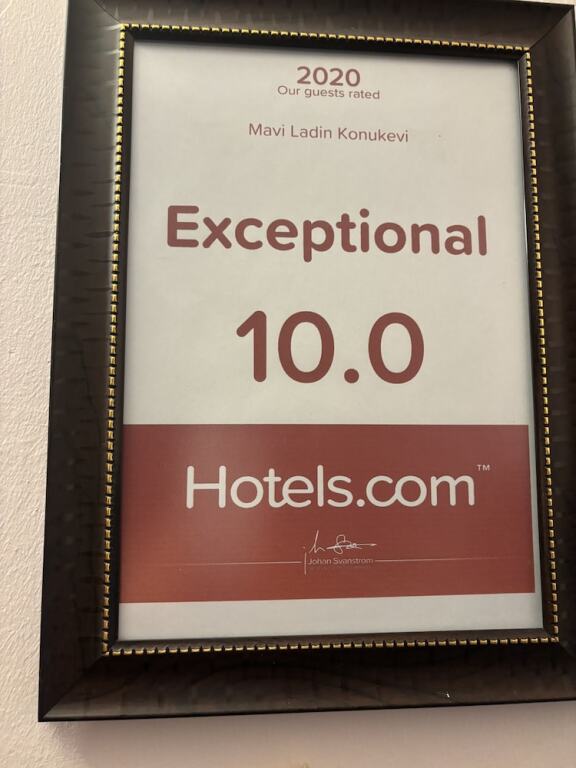 2020
Our guests rated
Mavi Ladin Konukevi
Exceptional
10.0
Hotels.com™
Johan Svanstrom